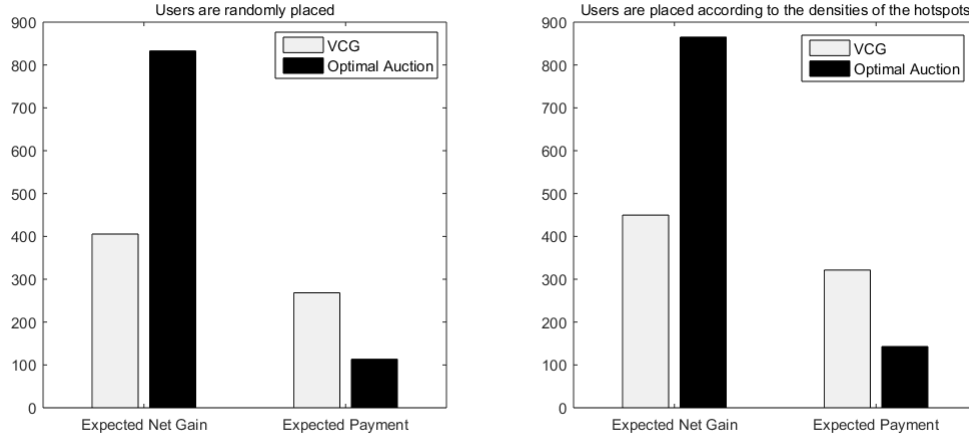 Users are randomly placed
900
800
700
600
500
400
300
200
100
0
VCG
Optimal Auction
Expected Net Gain
Expected Payment
Users are placed according to the densities of the hotspots
900
800
700
600
500
400
300
200
100
0
VCG
Optimal Auction
Expected Net Gain
Expected Payment